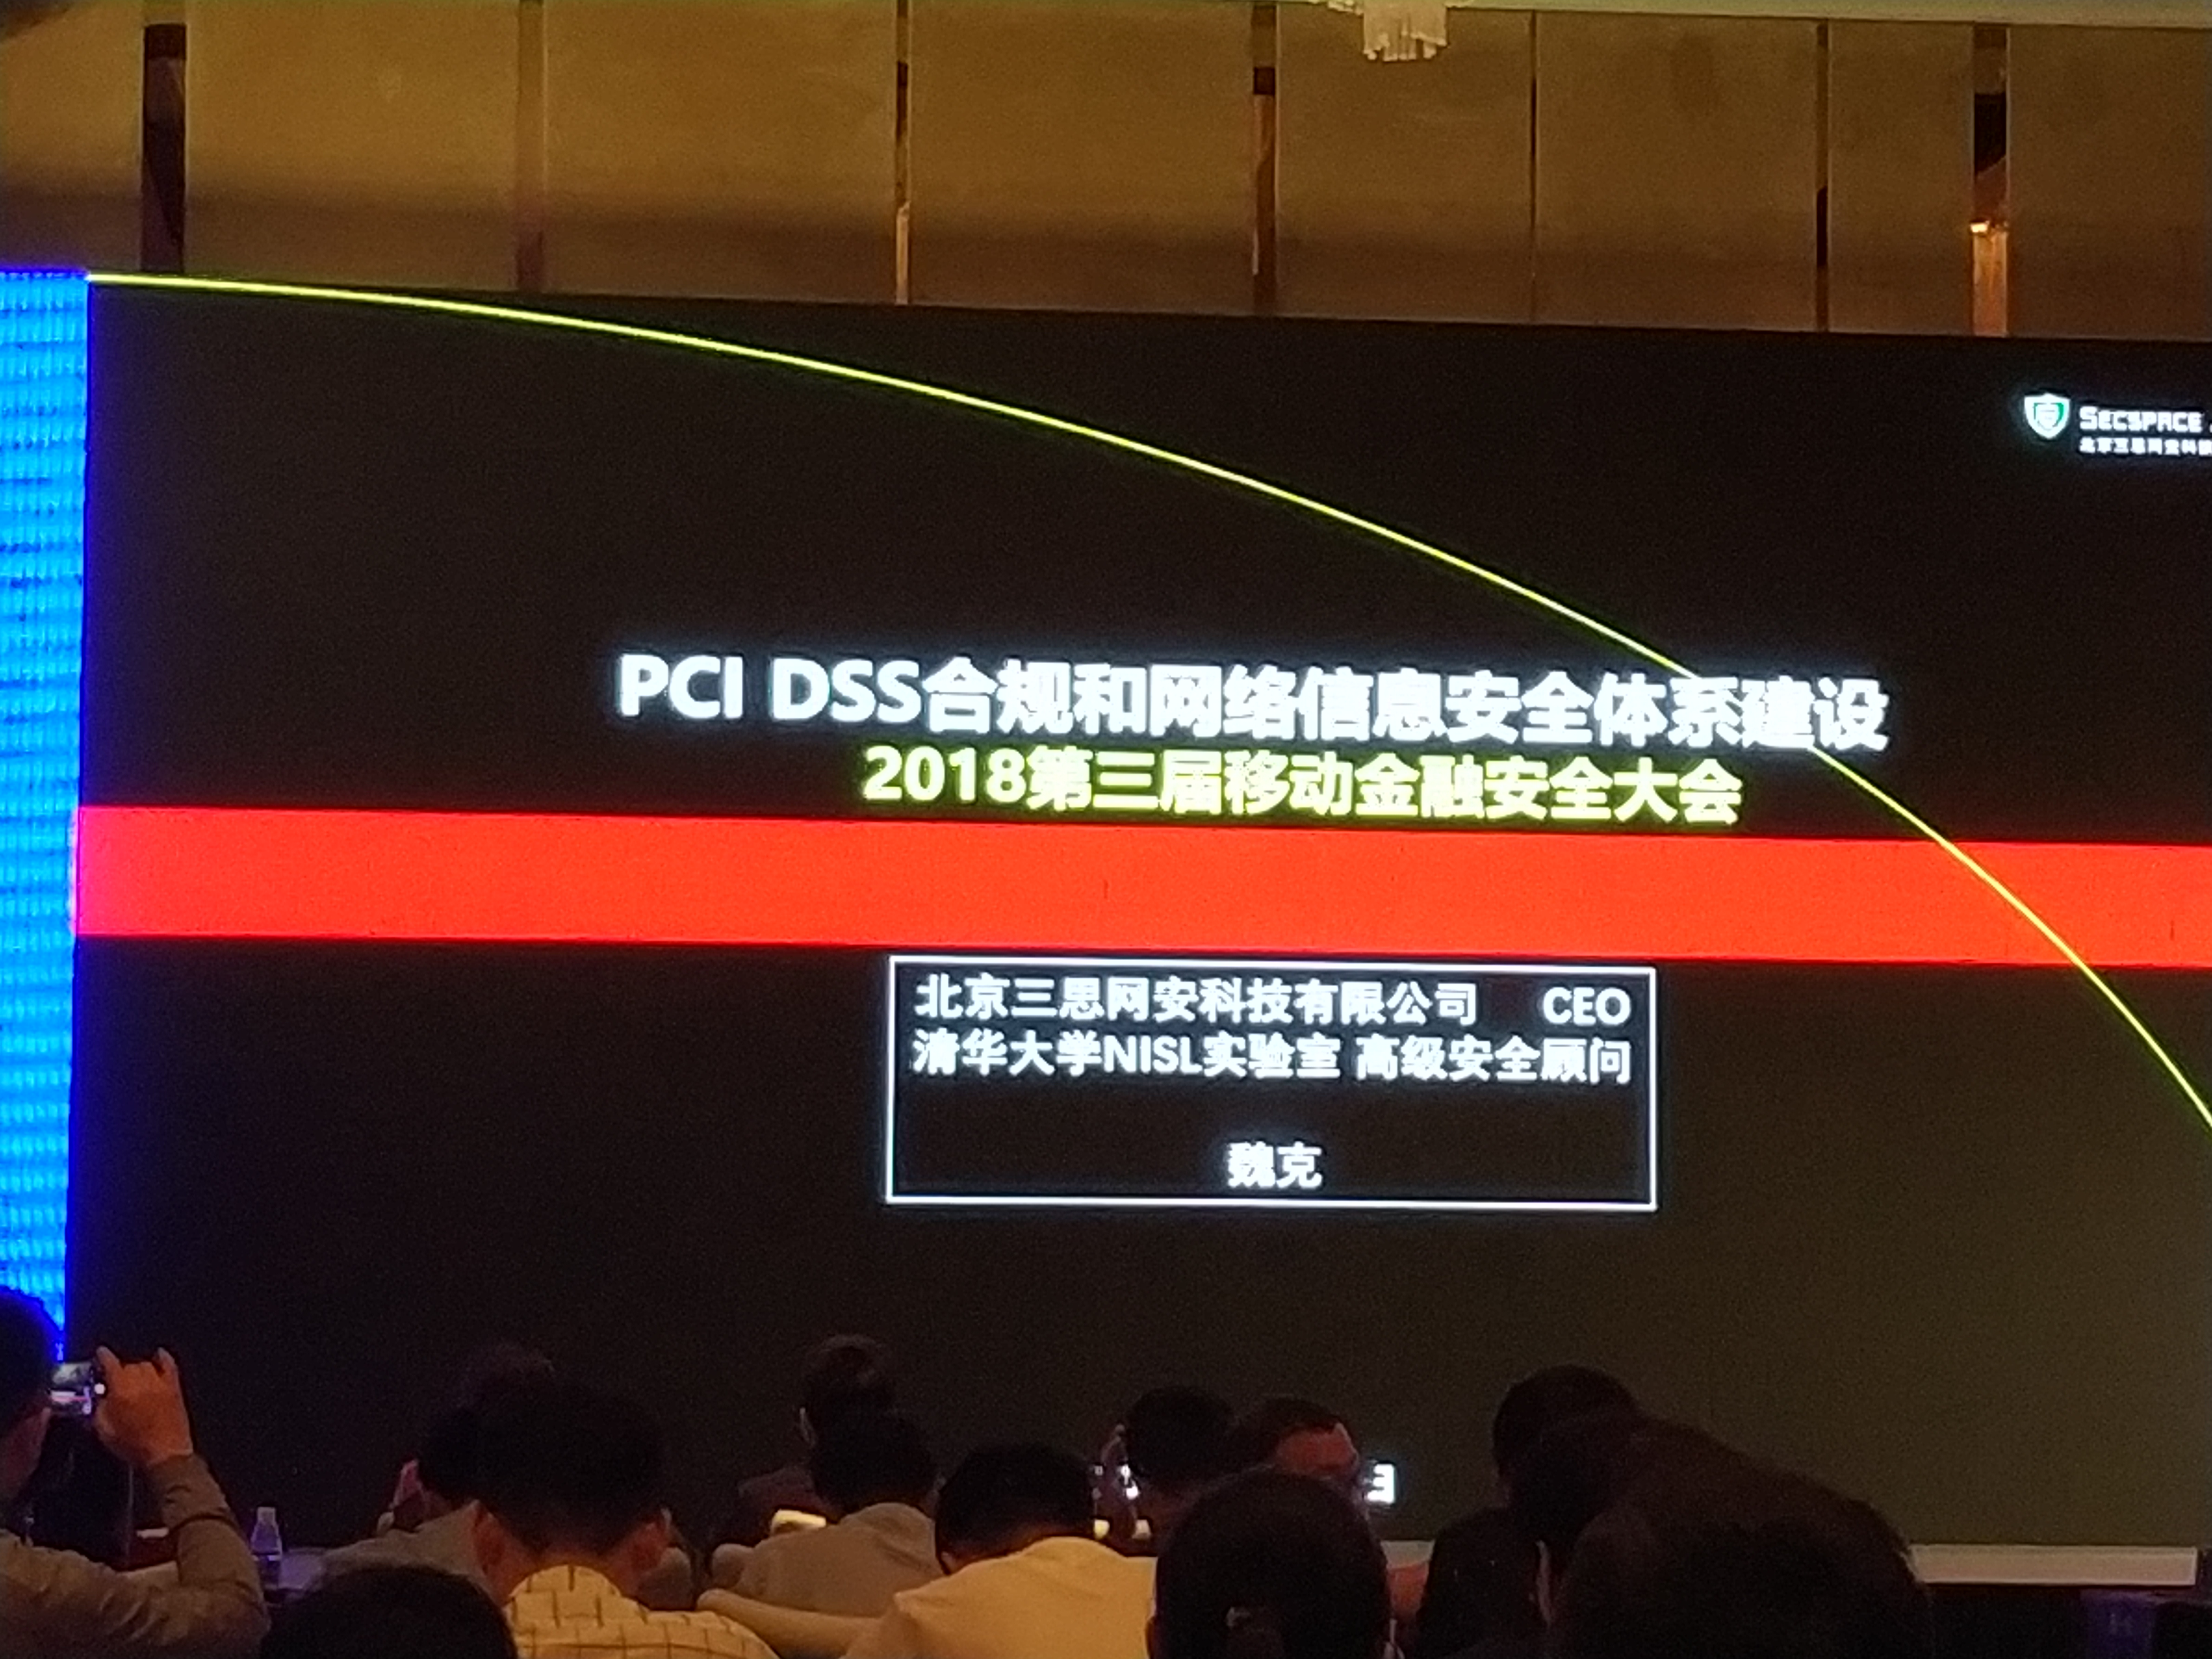 SECSPACE
北京三思网安科技
PCI DSS合规和网络信息安全体系建设
2018第三届移动金融安全大会
北京三思网安科技有限公司 CEO
清华大学NISL实验室 高级安全顾问
魏克
日